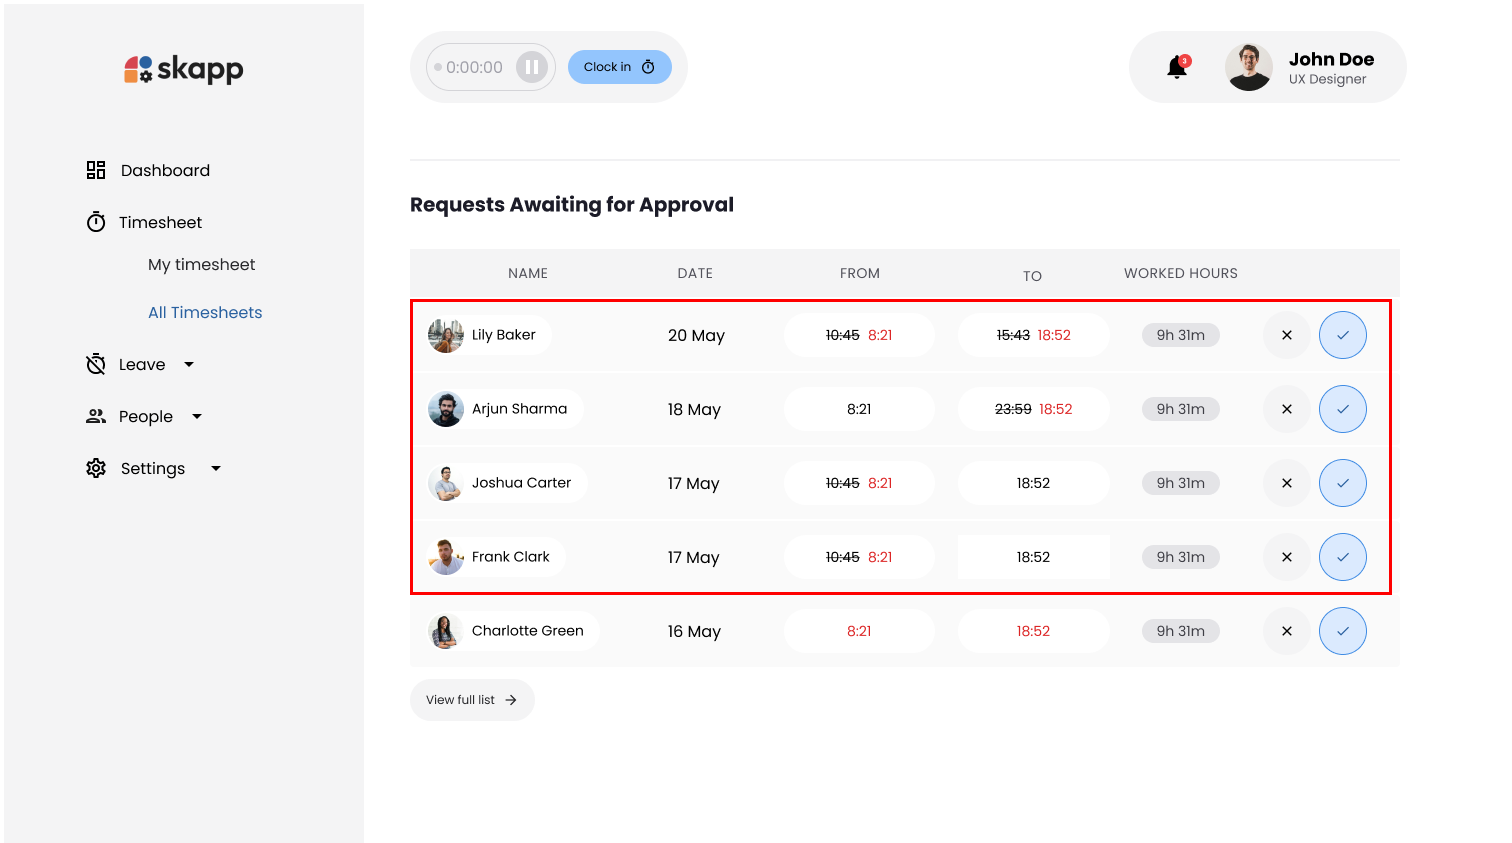 skapp
0:00:00
Clock in
3
John Doe
UX Designer
Dashboard
Timesheet
My timesheet
All Timesheets
Leave
People
Settings
Requests Awaiting for Approval
NAME DATE FROM TO WORKED HOURS
Lily Baker 20 May 10:45 8:21 15:43 18:52 9h 31m
Arjun Sharma 18 May 8:21 23:59 18:52 9h 31m
Joshua Carter 17 May 10:45 8:21 18:52 9h 31m
Frank Clark 17 May 10:45 8:21 18:52 9h 31m
Charlotte Green 16 May 8:21 18:52 9h 31m
View full list